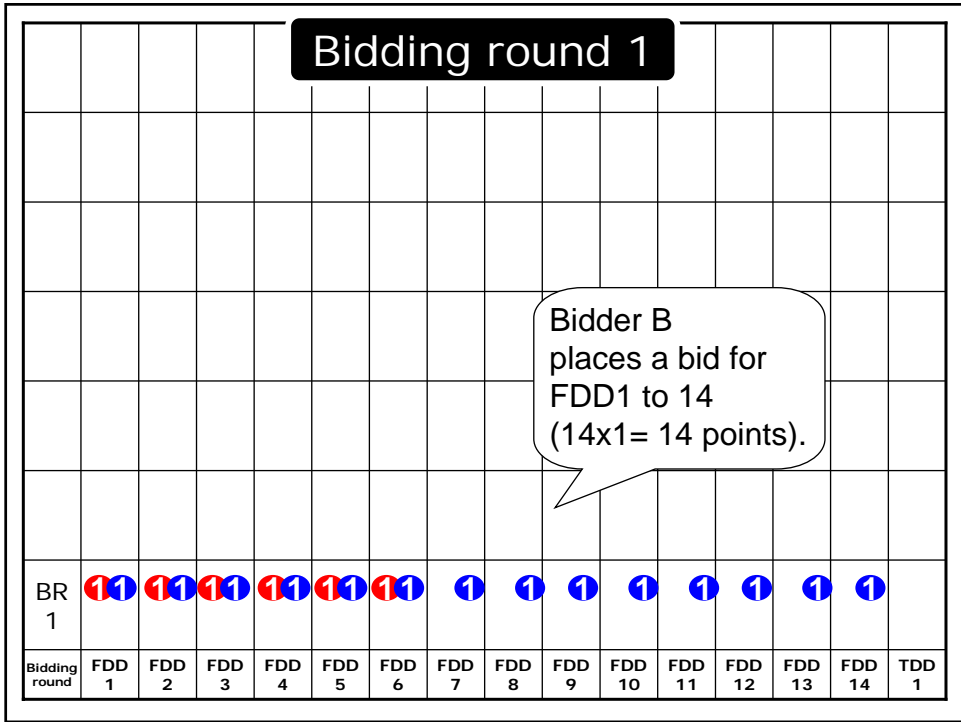 Bidding round 1
Bidder B
places a bid for
FDD1 to 14
(14x1= 14 points).
BR
1
1 1 1 1 1 1 1 1 1 1 1 1 1 1 1 1 1 1 1 1
Bidding
round
FDD
1
FDD
2
FDD
3
FDD
4
FDD
5
FDD
6
FDD
7
FDD
8
FDD
9
FDD
10
FDD
11
FDD
12
FDD
13
FDD
14
TDD
1